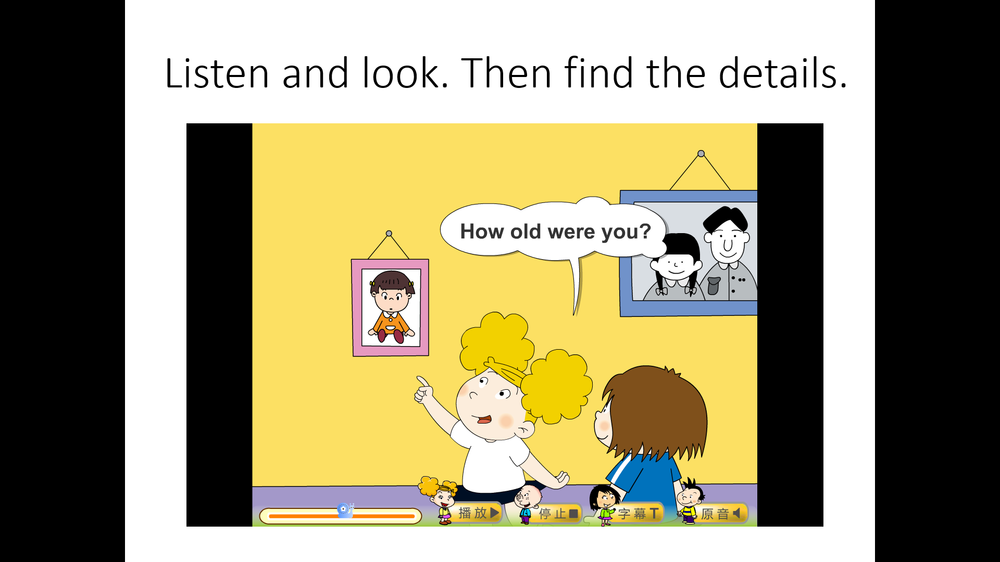 Listen and look. Then find the details.
How old were you?
播放
停止
字幕T
原音